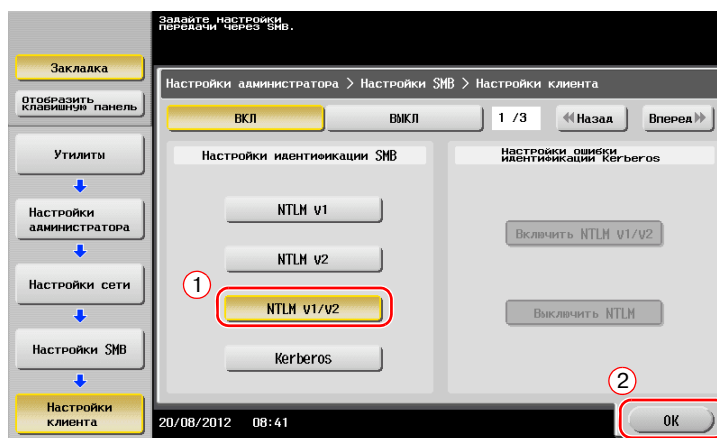 Задайте настройки
передачи через SMB.
Закладка
Отобразить
клавишную панель
Утилиты
Настройки
администратора
Настройки сети
Настройки SMB
Настройки
клиента
Настройки администратора > Настройки SMB > Настройки клиента
ВКЛ
ВЫКЛ
1 /3
Назад
Вперед
Настройки идентификации SMB
NTLM v1
NTLM v2
1
NTLM v1/v2
Kerberos
Настройки ошибки
идентификации Kerberos
Включить NTLM v1/v2
Выключить NTLM
2
20/08/2012 08:41
OK